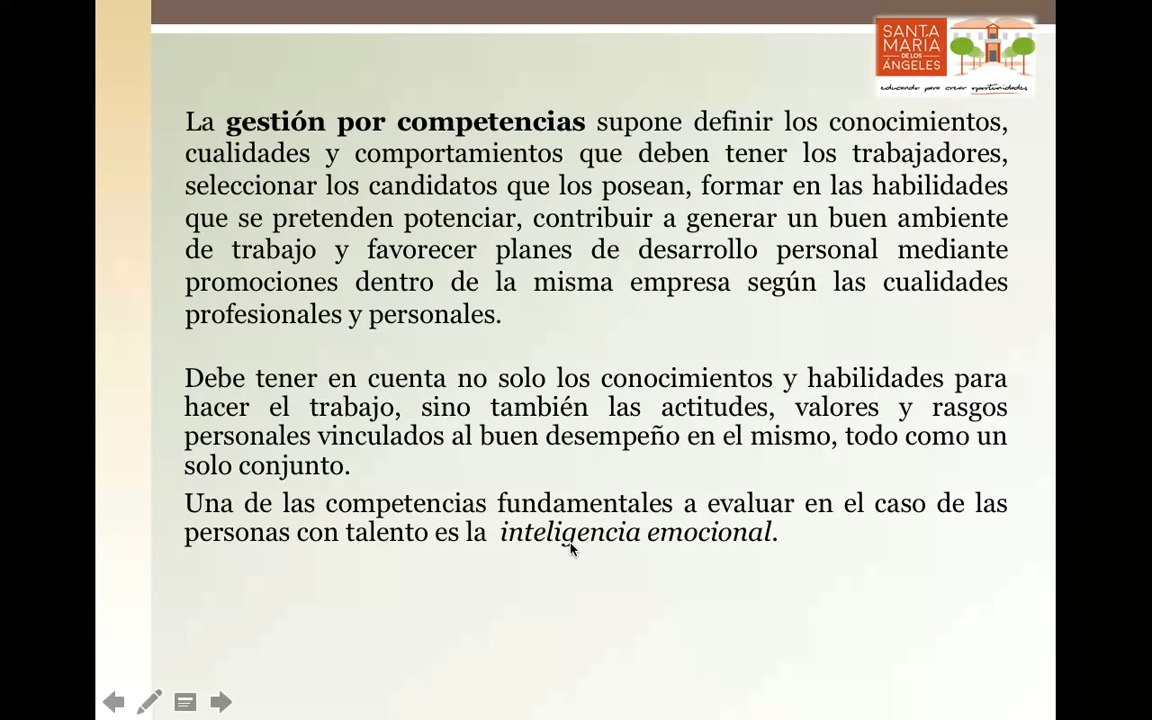 SANTA
MARÍA
DE LOS
ÁNGELES
educando para crear oportunidades
La gestión por competencias supone definir los conocimientos,
cualidades y comportamientos que deben tener los trabajadores,
seleccionar los candidatos que los posean, formar en las habilidades
que se pretenden potenciar, contribuir a generar un buen ambiente
de trabajo y favorecer planes de desarrollo personal mediante
promociones dentro de la misma empresa según las cualidades
profesionales y personales.
Debe tener en cuenta no solo los conocimientos y habilidades para
hacer el trabajo, sino también las actitudes, valores y rasgos
personales vinculados al buen desempeño en el mismo, todo como un
solo conjunto.
Una de las competencias fundamentales a evaluar en el caso de las
personas con talento es la inteligencia emocional.